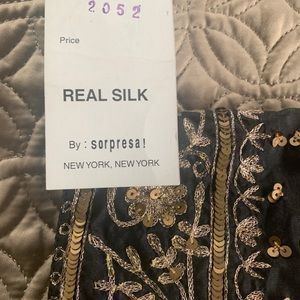 2052
Price
REAL SILK
By : sorpresa!
NEW YORK, NEW YORK